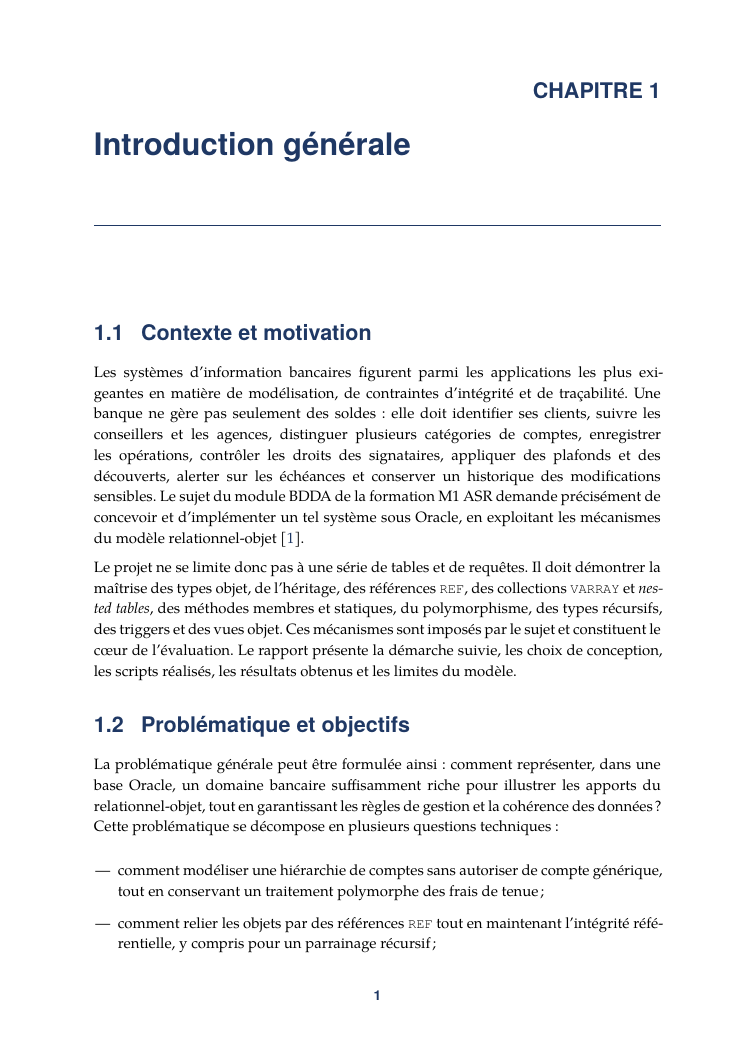 CHAPITRE 1
Introduction générale
1.1 Contexte et motivation
Les systèmes d'information bancaires figurent parmi les applications les plus exi-
geantes en matière de modélisation, de contraintes d'intégrité et de traçabilité. Une
banque ne gère pas seulement des soldes : elle doit identifier ses clients, suivre les
conseillers et les agences, distinguer plusieurs catégories de comptes, enregistrer
les opérations, contrôler les droits des signataires, appliquer des plafonds et des
découverts, alerter sur les échéances et conserver un historique des modifications
sensibles. Le sujet du module BDDA de la formation M1 ASR demande précisément de
concevoir et d'implémenter un tel système sous Oracle, en exploitant les mécanismes
du modèle relationnel-objet [1].
Le projet ne se limite donc pas à une série de tables et de requêtes. Il doit démontrer la
maîtrise des types objet, de l'héritage, des références REF, des collections VARRAY et nes-
ted tables, des méthodes membres et statiques, du polymorphisme, des types récursifs,
des triggers et des vues objet. Ces mécanismes sont imposés par le sujet et constituent le
cœur de l'évaluation. Le rapport présente la démarche suivie, les choix de conception,
les scripts réalisés, les résultats obtenus et les limites du modèle.
1.2 Problématique et objectifs
La problématique générale peut être formulée ainsi : comment représenter, dans une
base Oracle, un domaine bancaire suffisamment riche pour illustrer les apports du
relationnel-objet, tout en garantissant les règles de gestion et la cohérence des données ?
Cette problématique se décompose en plusieurs questions techniques :
— comment modéliser une hiérarchie de comptes sans autoriser de compte générique,
tout en conservant un traitement polymorphe des frais de tenue ;
— comment relier les objets par des références REF tout en maintenant l'intégrité réfé-
rentielle, y compris pour un parrainage récursif ;
1